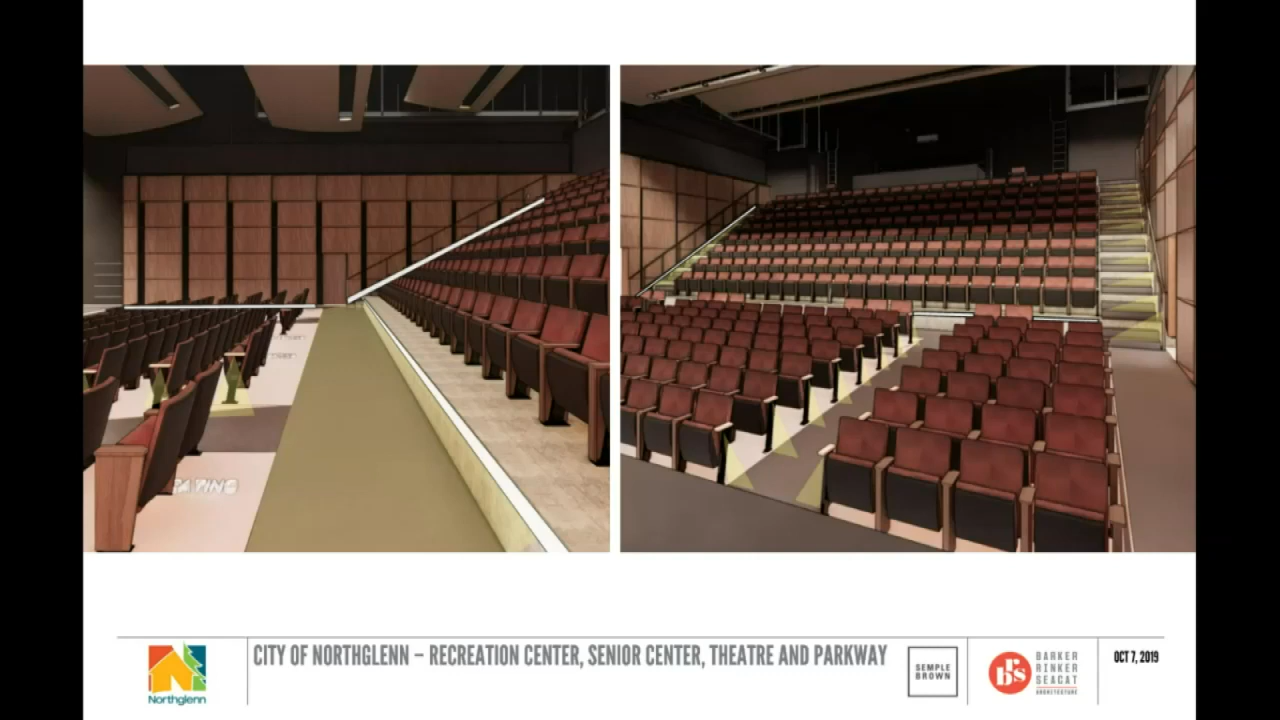 CITY OF NORTHGLENN – RECREATION CENTER, SENIOR CENTER, THEATRE AND PARKWAY
Northglenn
SEMPLE
BROWN
brs
BARKER
RINKER
SEACAT
ARCHITECTURE
OCT 7, 2019